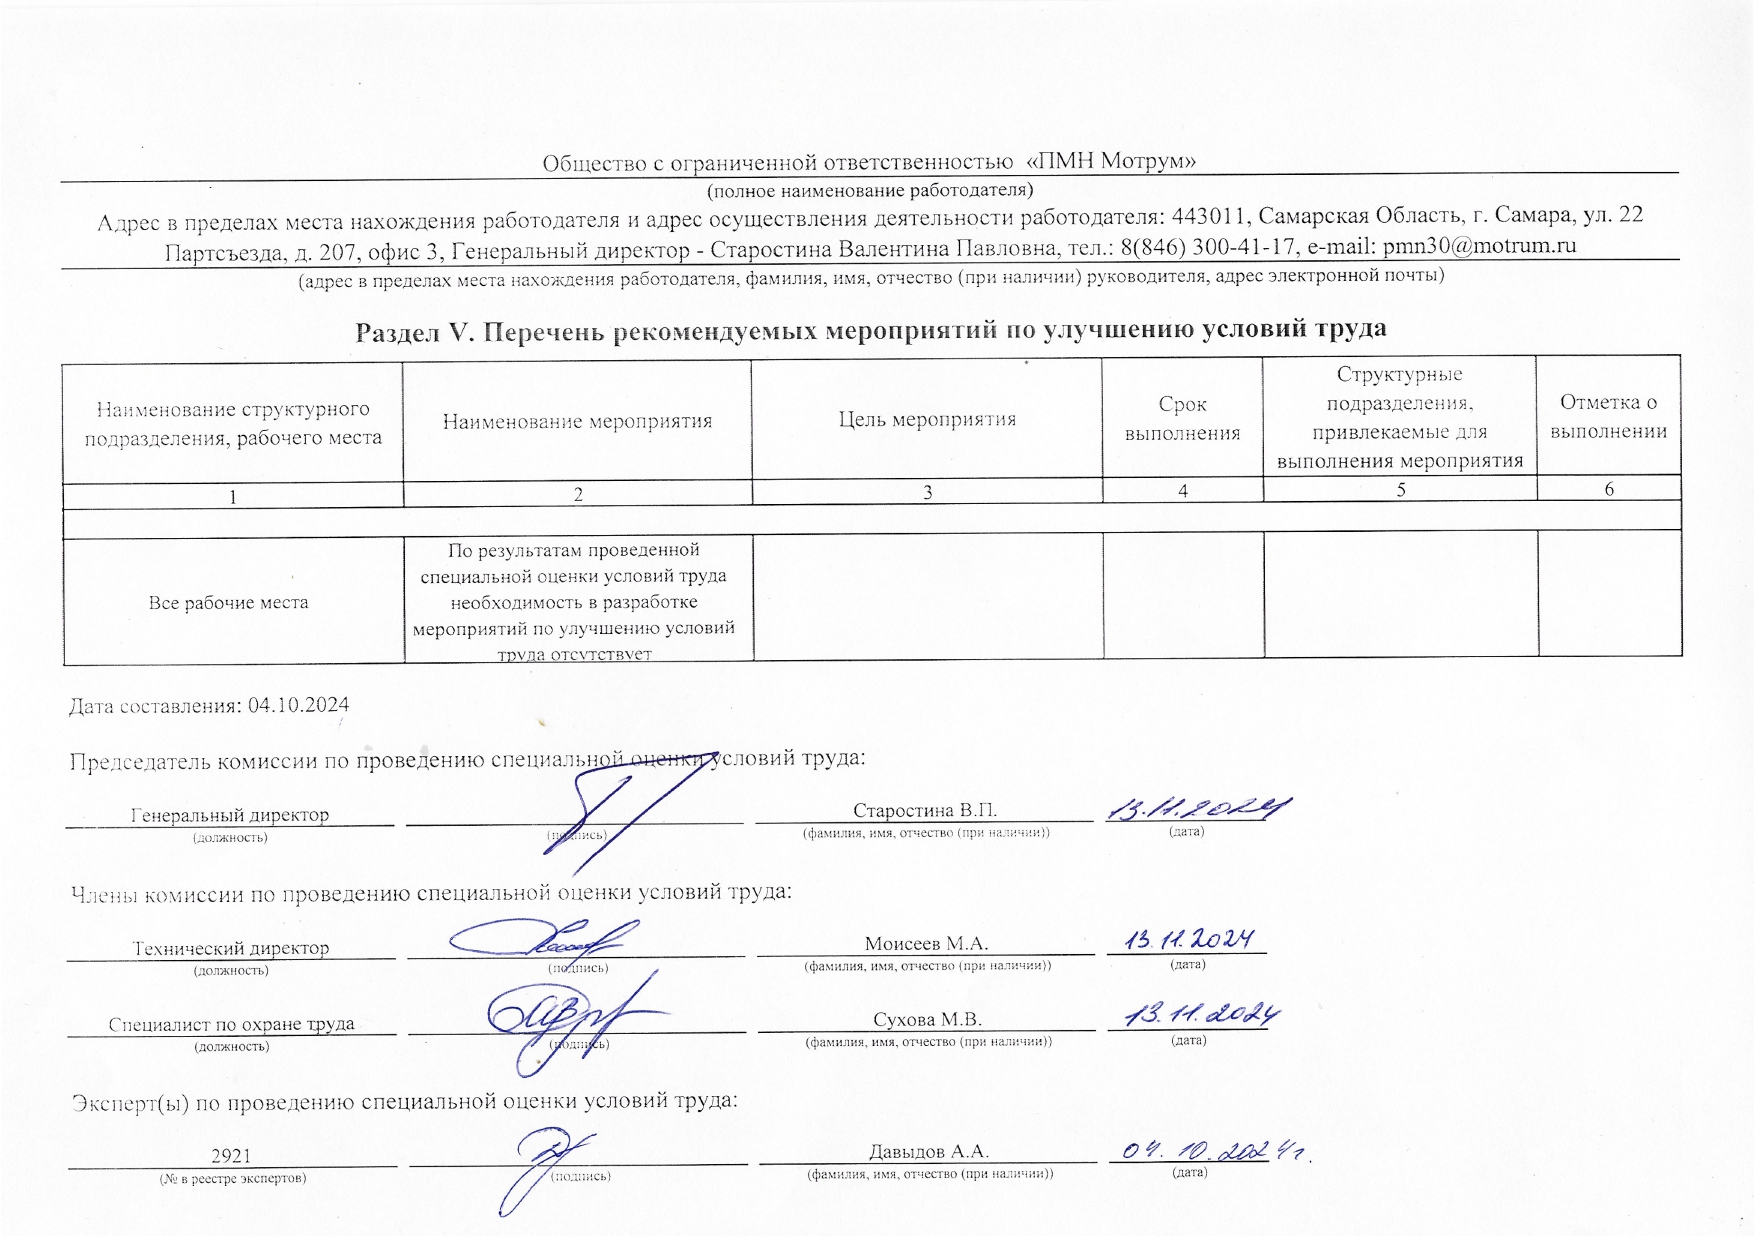 Общество с ограниченной ответственностью «ПМН Мотрум»
(полное наименование работодателя)
Адрес в пределах места нахождения работодателя и адрес осуществления деятельности работодателя: 443011, Самарская Область, г. Самара, ул. 22
Партсъезда, д. 207, офис 3, Генеральный директор - Старостина Валентина Павловна, тел.: 8(846) 300-41-17, e-mail: pmn30@motrum.ru
(адрес в пределах места нахождения работодателя, фамилия, имя, отчество (при наличии) руководителя, адрес электронной почты)
Раздел V. Перечень рекомендуемых мероприятий по улучшению условий труда
Наименование структурного
подразделения, рабочего места
Наименование мероприятия
Цель мероприятия
Срок
выполнения
Структурные
подразделения,
привлекаемые для
выполнения мероприятия
Отметка о
выполнении
1 2 3 4 5 6
Все рабочие места
По результатам проведенной
специальной оценки условий труда
необходимость в разработке
мероприятий по улучшению условий
труда отсутствует
Дата составления: 04.10.2024
Председатель комиссии по проведению специальной оценки условий труда:
Генеральный директор Старостина В.П. 13.11.2024
(должность) (подпись) (фамилия, имя, отчество (при наличии)) (дата)
Члены комиссии по проведению специальной оценки условий труда:
Технический директор Моисеев М.А. 13.11.2024
(должность) (подпись) (фамилия, имя, отчество (при наличии)) (дата)
Специалист по охране труда Сухова М.В. 13.11.2024
(должность) (подпись) (фамилия, имя, отчество (при наличии)) (дата)
Эксперт(ы) по проведению специальной оценки условий труда:
2921 Давыдов А.А. 04.10.2024г.
(№ в реестре экспертов) (подпись) (фамилия, имя, отчество (при наличии)) (дата)